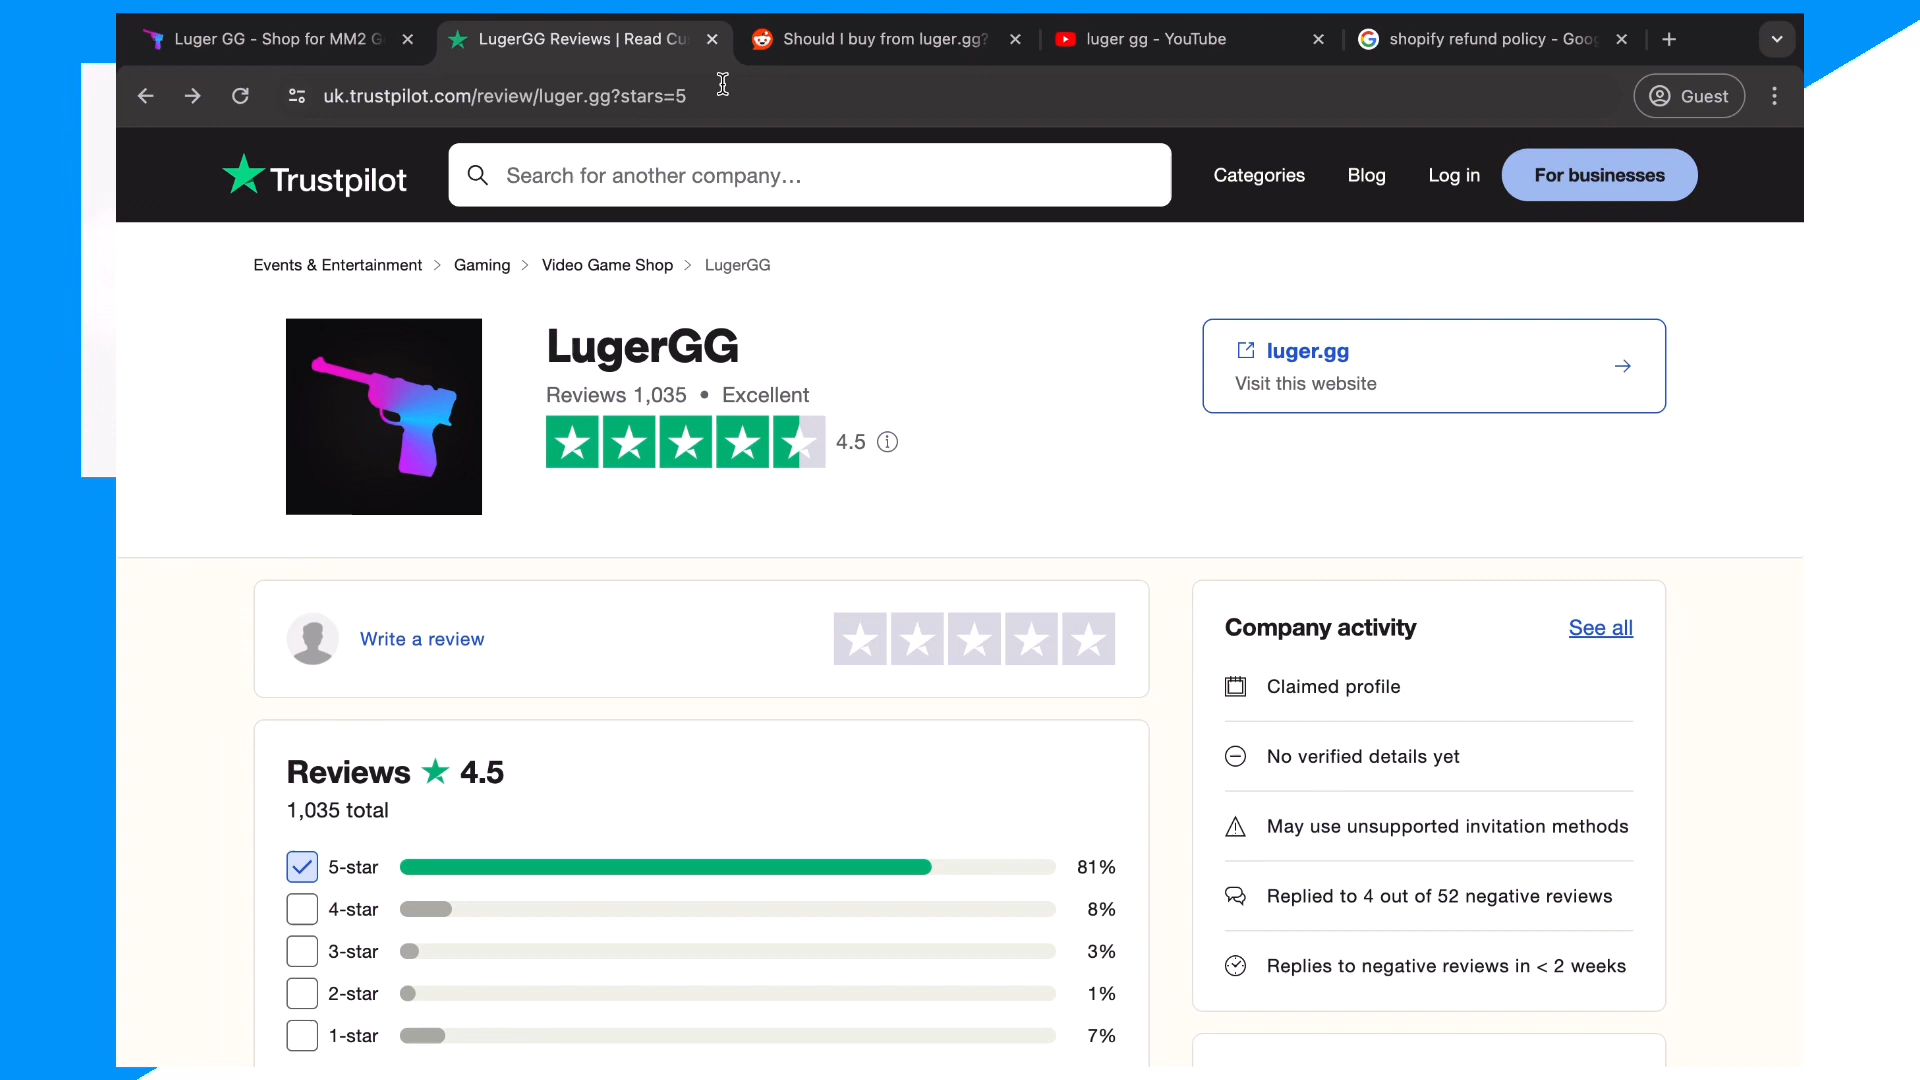 Luger GG - Shop for MM2 G
LugerGG Reviews | Read Cu
Should I buy from luger.gg?
luger gg - YouTube
shopify refund policy - Goo
uk.trustpilot.com/review/luger.gg?stars=5
Guest
Trustpilot
Search for another company...
Categories
Blog
Log in
For businesses
Events & Entertainment > Gaming > Video Game Shop > LugerGG
LugerGG
Reviews 1,035 • Excellent
4.5
luger.gg
Visit this website
Write a review
Reviews ★ 4.5
1,035 total
5-star 81%
4-star 8%
3-star 3%
2-star 1%
1-star 7%
Company activity
See all
Claimed profile
No verified details yet
May use unsupported invitation methods
Replied to 4 out of 52 negative reviews
Replies to negative reviews in < 2 weeks